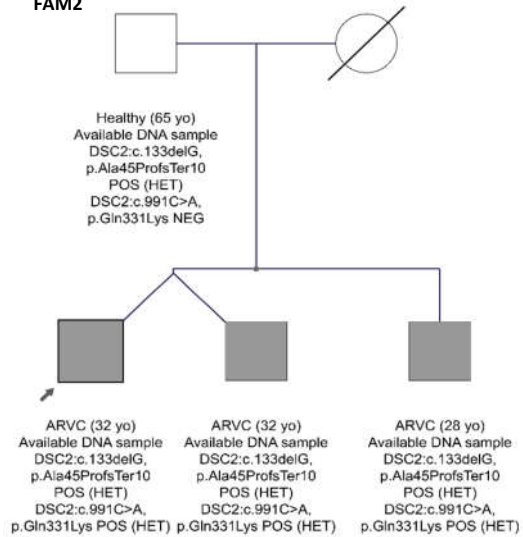 FAM2
Healthy (65 yo)
Available DNA sample
DSC2:c.133delG,
p.Ala45ProfsTer10
POS (HET)
DSC2:c.991C>A,
p.Gln331Lys NEG
ARVC (32 yo)
Available DNA sample
DSC2:c.133delG,
p.Ala45ProfsTer10
POS (HET)
DSC2:c.991C>A,
p.Gln331Lys POS (HET)
ARVC (32 yo)
Available DNA sample
DSC2:c.133delG,
p.Ala45ProfsTer10
POS (HET)
DSC2:c.991C>A,
p.Gln331Lys POS (HET)
ARVC (28 yo)
Available DNA sample
DSC2:c.133delG,
p.Ala45ProfsTer10
POS (HET)
DSC2:c.991C>A,
p.Gln331Lys POS (HET)